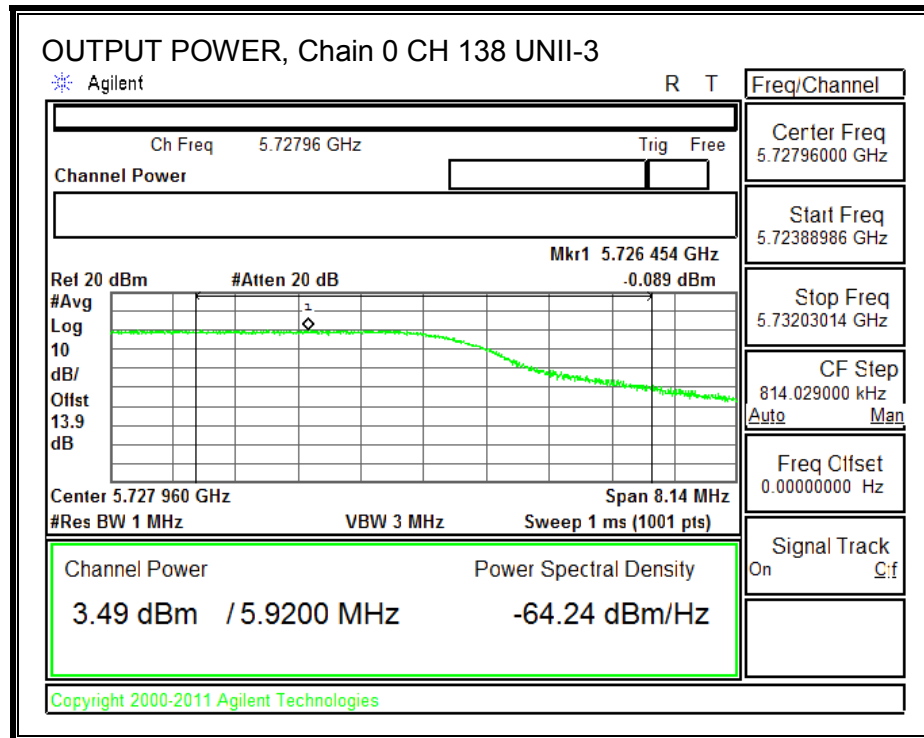 OUTPUT POWER, Chain 0 CH 138 UNII-3
Agilent R T Freq/Channel
Ch Freq 5.72796 GHz Trig Free
Channel Power
Center Freq
5.72796000 GHz
Start Freq
5.72388986 GHz
Stop Freq
5.73203014 GHz
CF Step
814.029000 kHz
Auto Man
Freq Offset
0.00000000 Hz
Signal Track
On Off
Mkr1 5.726 454 GHz
Ref 20 dBm #Atten 20 dB -0.089 dBm
#Avg
Log
10
dB/
Offst
13.9
dB
1
Center 5.727 960 GHz Span 8.14 MHz
#Res BW 1 MHz VBW 3 MHz Sweep 1 ms (1001 pts)
Channel Power Power Spectral Density
3.49 dBm / 5.9200 MHz -64.24 dBm/Hz
Copyright 2000-2011 Agilent Technologies